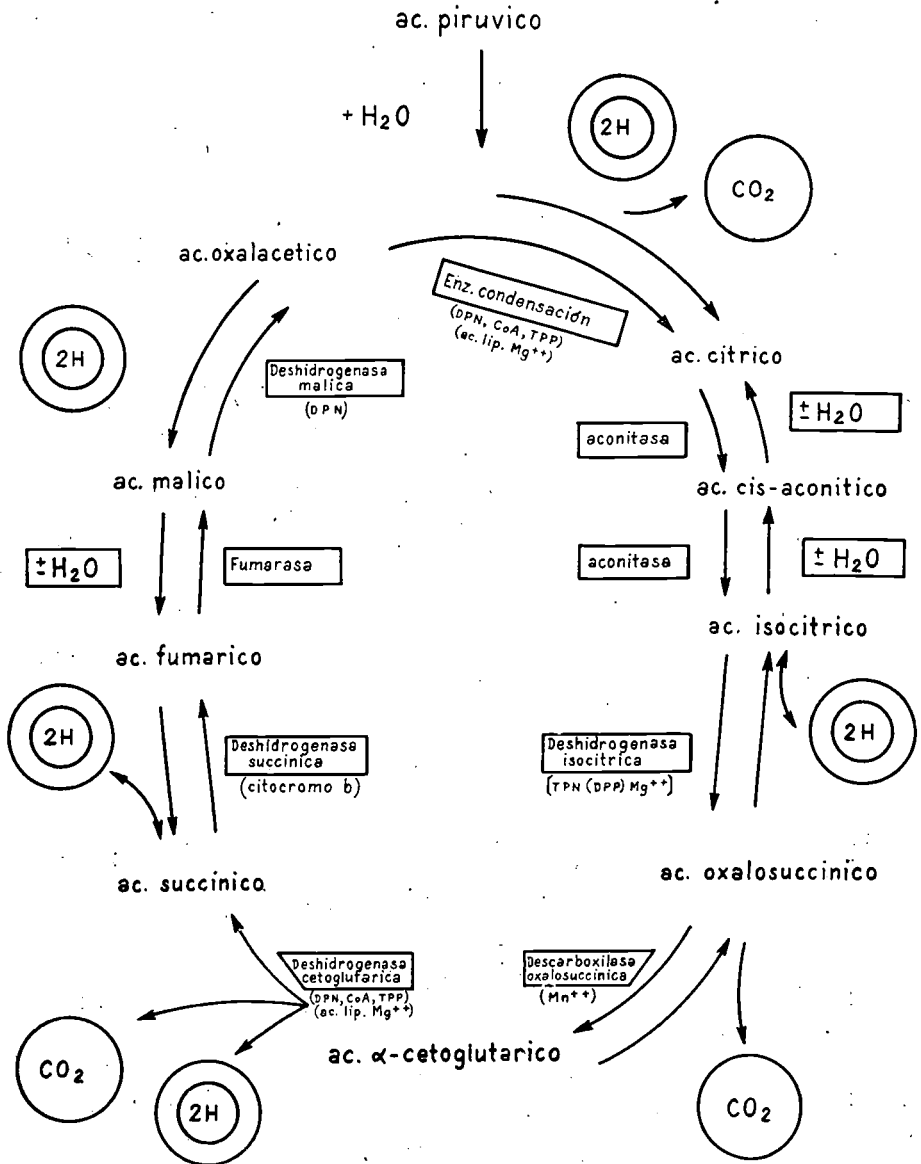 ac. piruvico
+ H₂O
2H
CO₂
ac. oxalacetico
Enz. condensación
(DPN, CoA, TPP)
(ac. lip. Mg⁺⁺)
2H
Deshidrogenasa
malica
(DPN)
ac. citrico
± H₂O
aconitasa
ac. malico
ac. cis-aconitico
± H₂O
Fumarasa
aconitasa
± H₂O
ac. isocitrico
ac. fumarico
2H
Deshidrogenasa
succinica
(citocromo b)
Deshidrogenasa
isocitrica
[TPN (DPP) Mg⁺⁺]
2H
ac. succínico
ac. oxalosuccinico
Deshidrogenasa
cetoglutarica
(DPN, CoA, TPP)
(ac. lip. Mg⁺⁺)
Descarboxilasa
oxalosuccinica
(Mn⁺⁺)
ac. α-cetoglutarico
CO₂
2H
CO₂